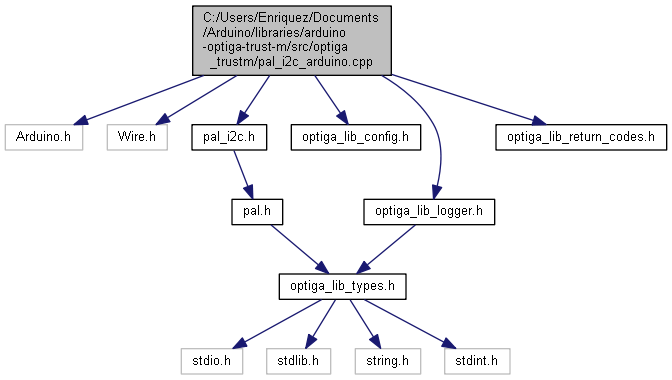 C:/Users/Enriquez/Documents
/Arduino/libraries/arduino
-optiga-trust-m/src/optiga
_trustm/pal_i2c_arduino.cpp
Arduino.h
Wire.h
pal_i2c.h
optiga_lib_config.h
optiga_lib_return_codes.h
pal.h
optiga_lib_logger.h
optiga_lib_types.h
stdio.h
stdlib.h
string.h
stdint.h